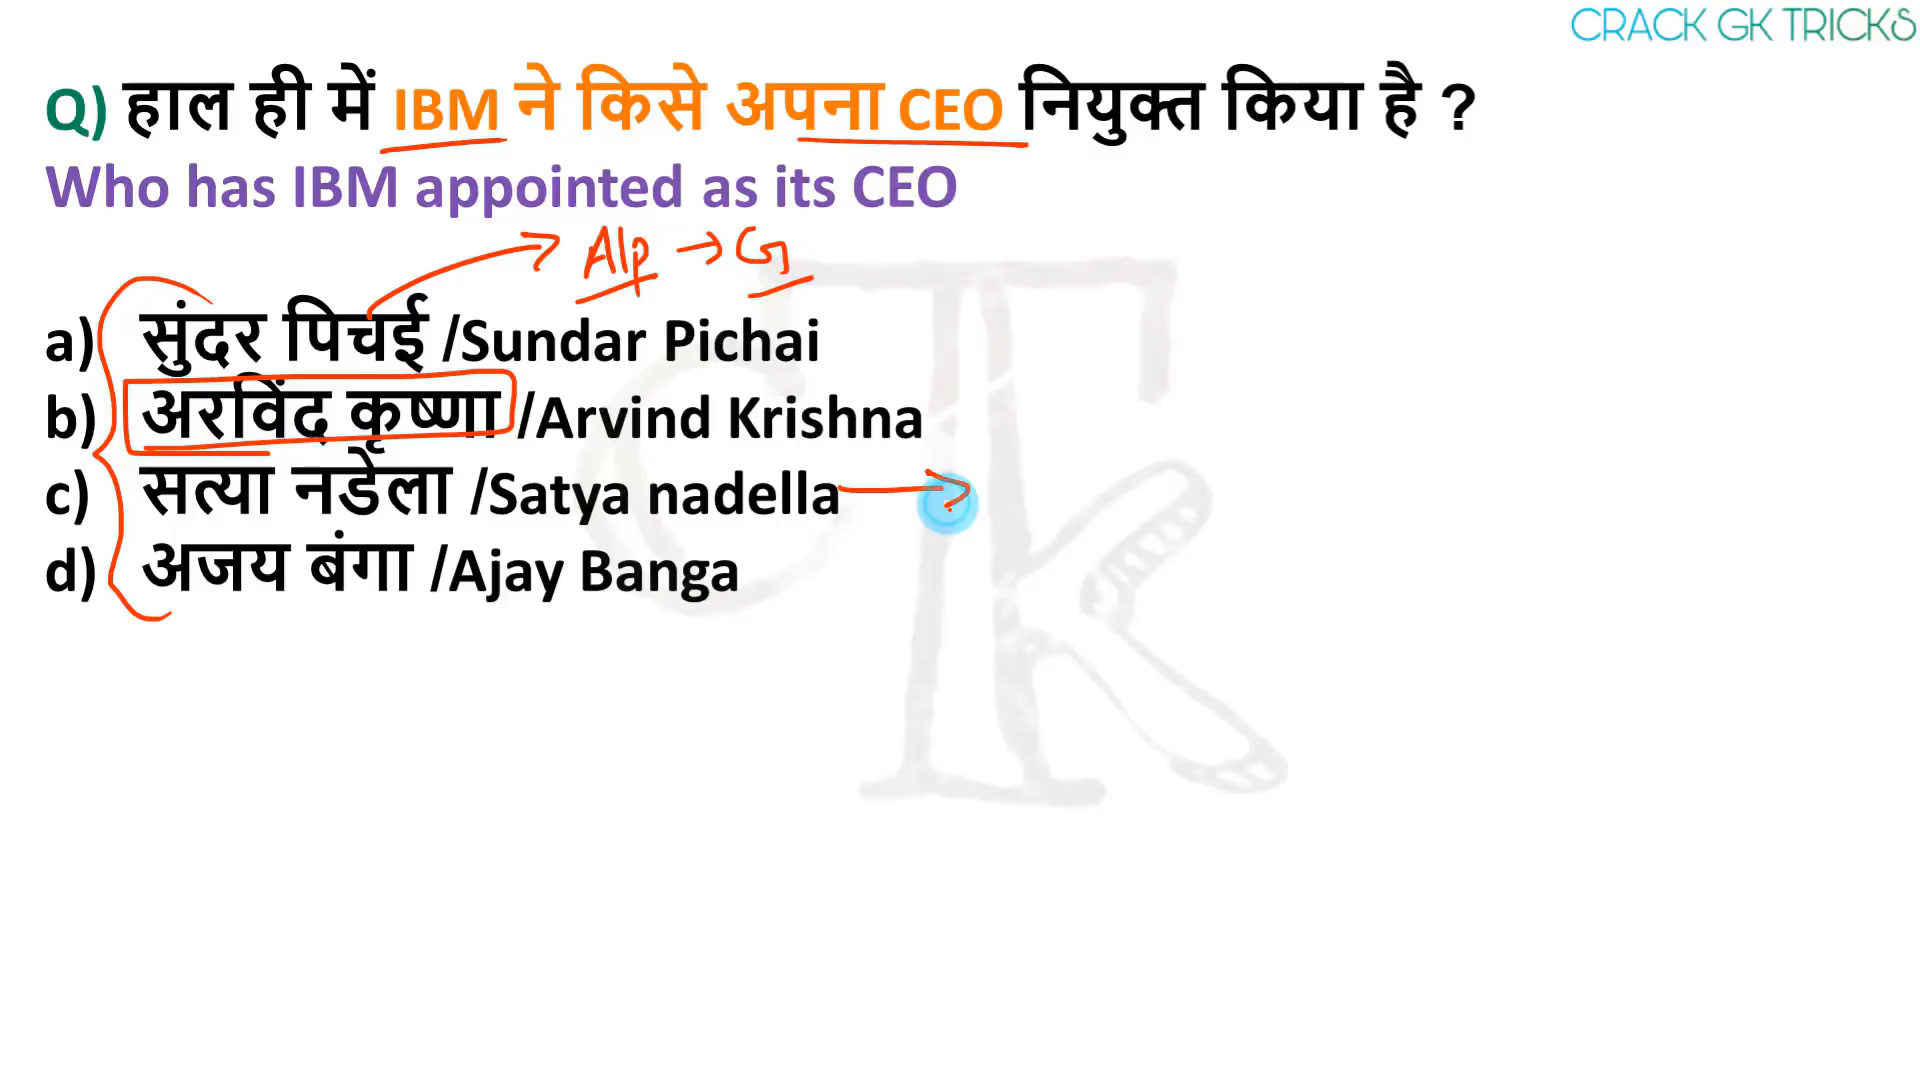 CRACK GK TRICKS
Q) हाल ही में IBM ने किसे अपना CEO नियुक्त किया है ?
Who has IBM appointed as its CEO
Alp → G
a) सुंदर पिचई /Sundar Pichai
b) अरविंद कृष्णा /Arvind Krishna
c) सत्या नडेला /Satya nadella
d) अजय बंगा /Ajay Banga